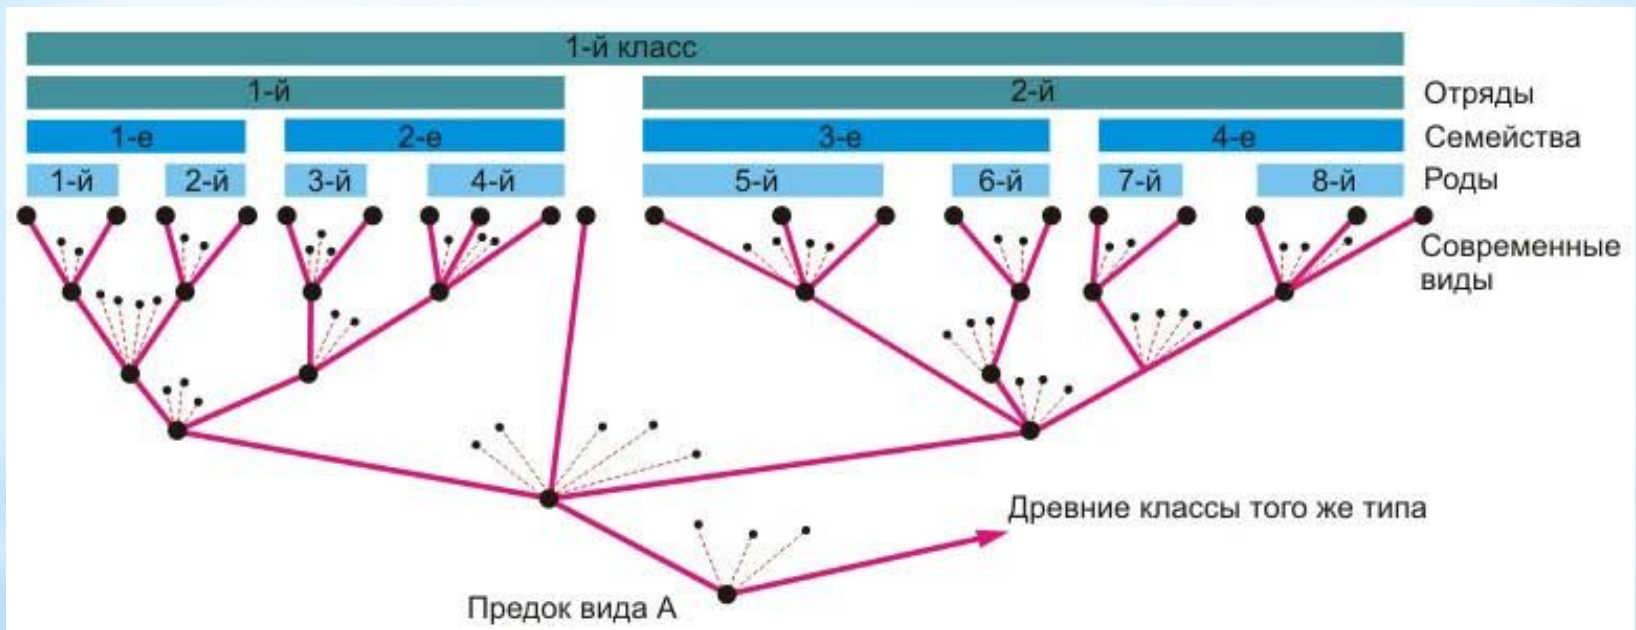 1-й класс
1-й 2-й Отряды
1-е 2-е 3-е 4-е Семейства
1-й 2-й 3-й 4-й 5-й 6-й 7-й 8-й Роды
Современные
виды
Древние классы того же типа
Предок вида А